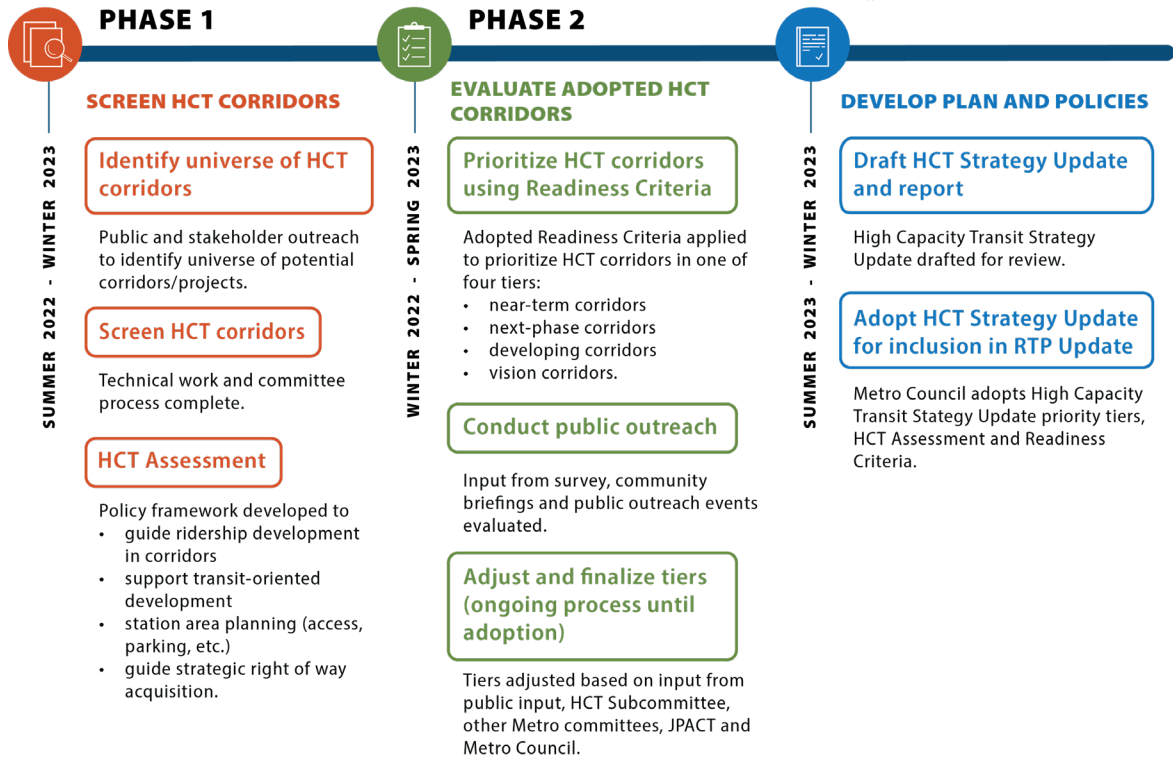 PHASE 1
SUMMER 2022 - WINTER 2023
SCREEN HCT CORRIDORS
Identify universe of HCT
corridors
Public and stakeholder outreach
to identify universe of potential
corridors/projects.
Screen HCT corridors
Technical work and committee
process complete.
HCT Assessment
Policy framework developed to
• guide ridership development
in corridors
• support transit-oriented
development
• station area planning (access,
parking, etc.)
• guide strategic right of way
acquisition.
PHASE 2
WINTER 2022 - SPRING 2023
EVALUATE ADOPTED HCT
CORRIDORS
Prioritize HCT corridors
using Readiness Criteria
Adopted Readiness Criteria applied
to prioritize HCT corridors in one of
four tiers:
• near-term corridors
• next-phase corridors
• developing corridors
• vision corridors.
Conduct public outreach
Input from survey, community
briefings and public outreach events
evaluated.
Adjust and finalize tiers
(ongoing process until
adoption)
Tiers adjusted based on input from
public input, HCT Subcommittee,
other Metro committees, JPACT and
Metro Council.
SUMMER 2023 - WINTER 2023
DEVELOP PLAN AND POLICIES
Draft HCT Strategy Update
and report
High Capacity Transit Strategy
Update drafted for review.
Adopt HCT Strategy Update
for inclusion in RTP Update
Metro Council adopts High Capacity
Transit Stategy Update priority tiers,
HCT Assessment and Readiness
Criteria.